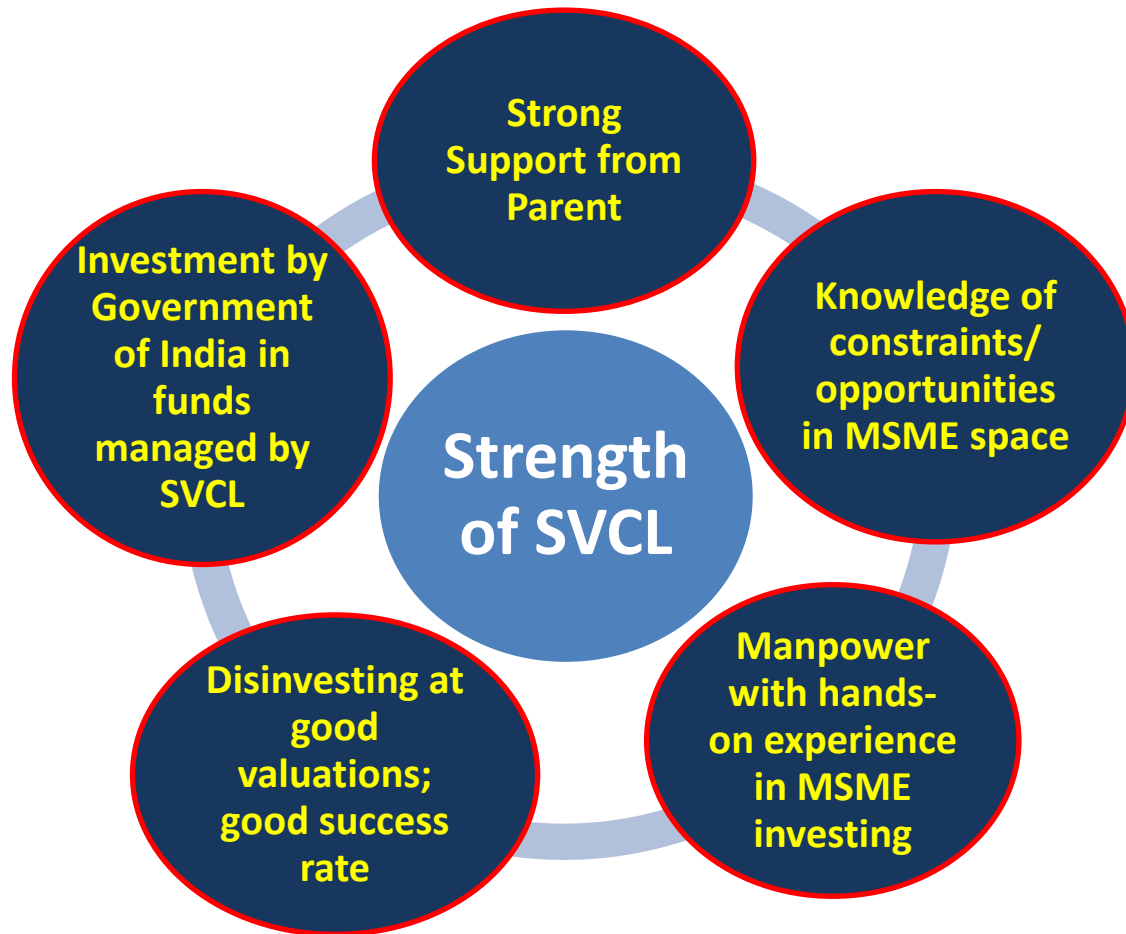 Strong
Support from
Parent
Knowledge of
constraints/
opportunities
in MSME space
Manpower
with hands-
on experience
in MSME
investing
Disinvesting at
good
valuations;
good success
rate
Investment by
Government
of India in
funds
managed by
SVCL
Strength
of SVCL